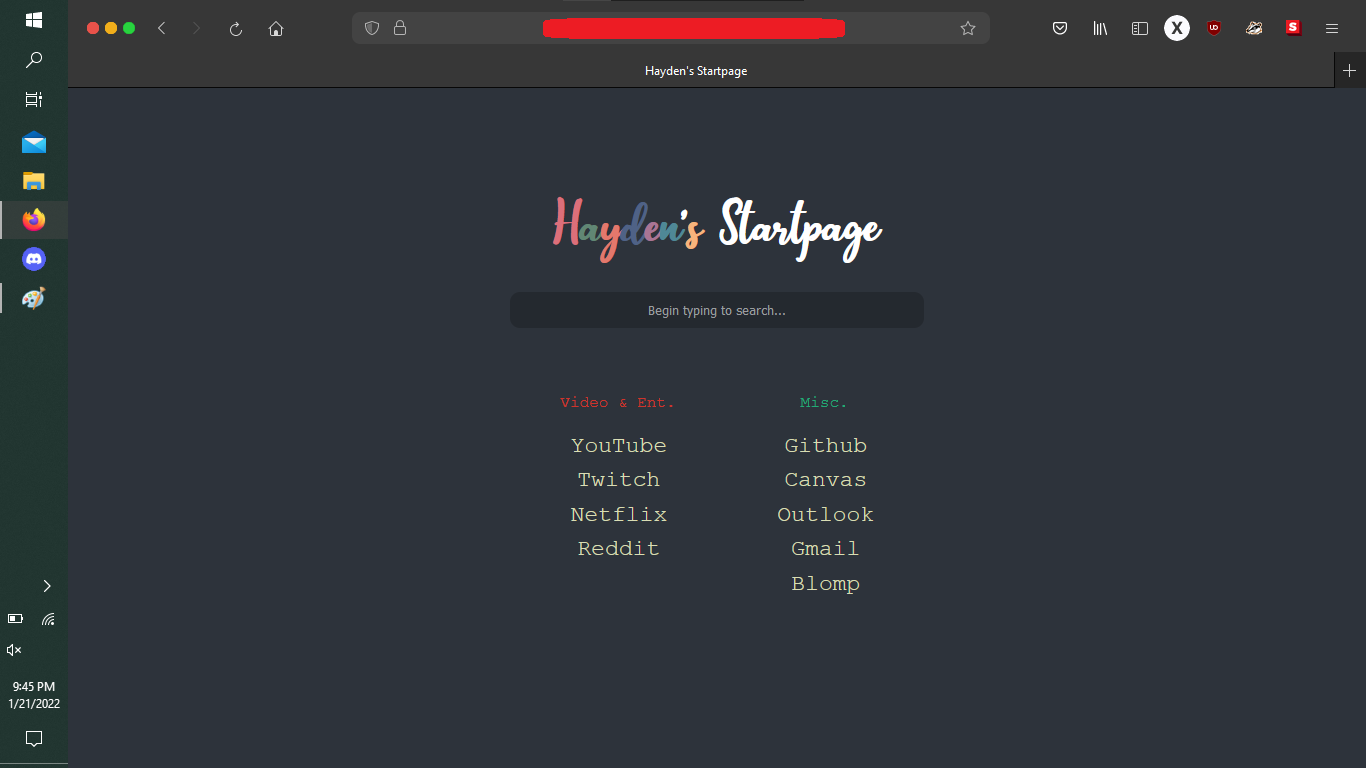 Hayden's Startpage
Hayden's Startpage
Begin typing to search...
Video & Ent.
YouTube
Twitch
Netflix
Reddit
Misc.
Github
Canvas
Outlook
Gmail
Blomp
X
UO
S
9:45 PM
1/21/2022